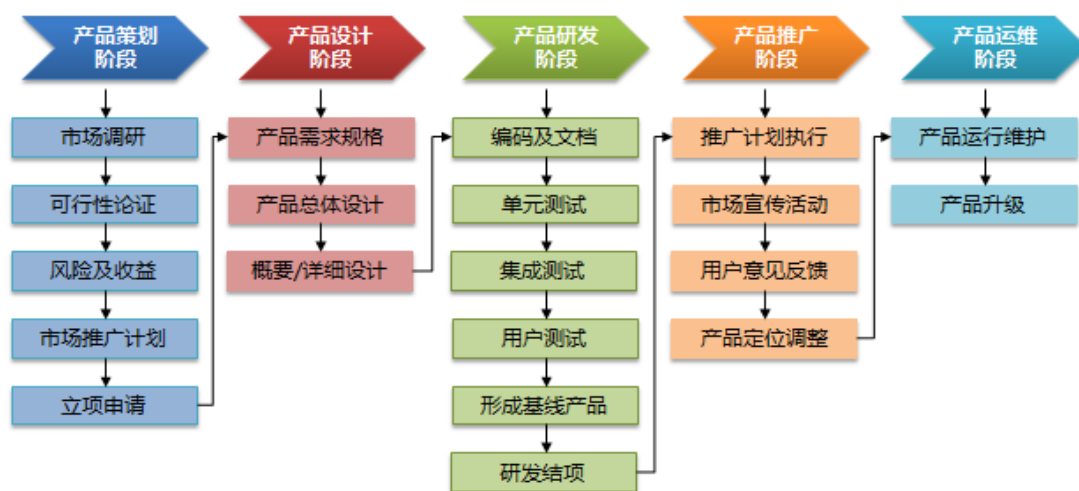 产品策划
阶段
产品设计
阶段
产品研发
阶段
产品推广
阶段
产品运维
阶段
市场调研
可行性论证
风险及收益
市场推广计划
立项申请
产品需求规格
产品总体设计
概要/详细设计
编码及文档
单元测试
集成测试
用户测试
形成基线产品
研发结项
推广计划执行
市场宣传活动
用户意见反馈
产品定位调整
产品运行维护
产品升级